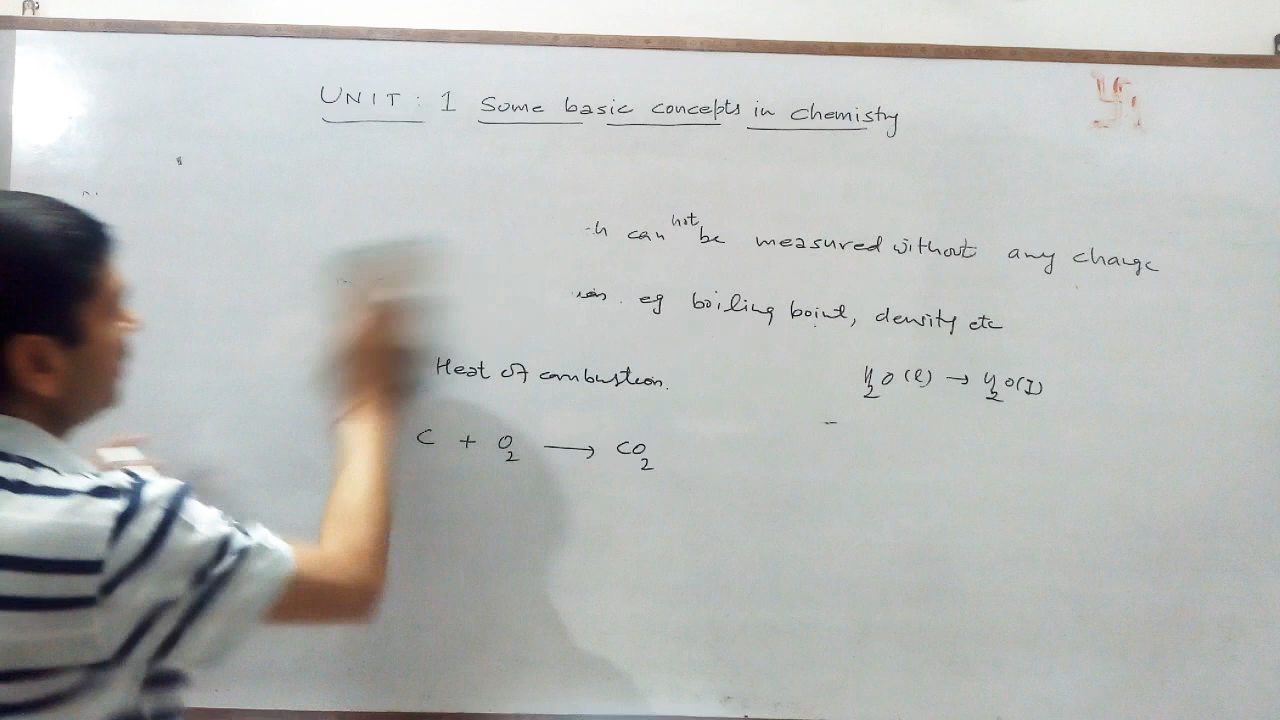 UNIT: 1 Some basic concepts in chemistry
can not be measured without any change
eg boiling point, density etc
Heat of combustion.
H2O (l) → H2O(g)
C + O2 → CO2